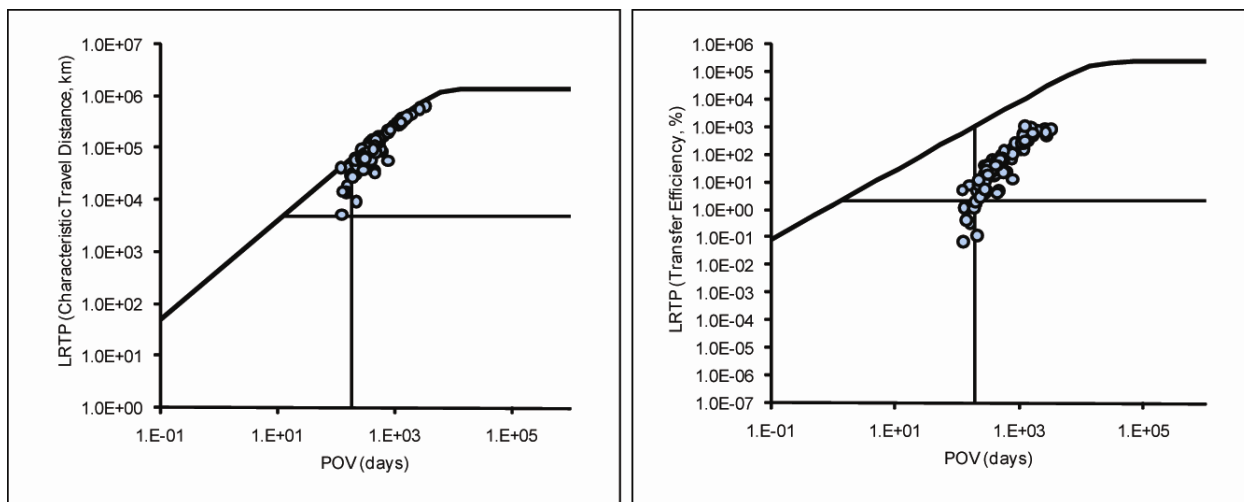 LRTP (Characteristic Travel Distance, km)
1.0E+07
1.0E+06
1.0E+05
1.0E+04
1.0E+03
1.0E+02
1.0E+01
1.0E+00
1.E-01
1.E+01
1.E+03
1.E+05
POV (days)
LRTP (Transfer Efficiency, %)
1.0E+06
1.0E+05
1.0E+04
1.0E+03
1.0E+02
1.0E+01
1.0E+00
1.0E-01
1.0E-02
1.0E-03
1.0E-04
1.0E-05
1.0E-06
1.0E-07
1.E-01
1.E+01
1.E+03
1.E+05
POV (days)